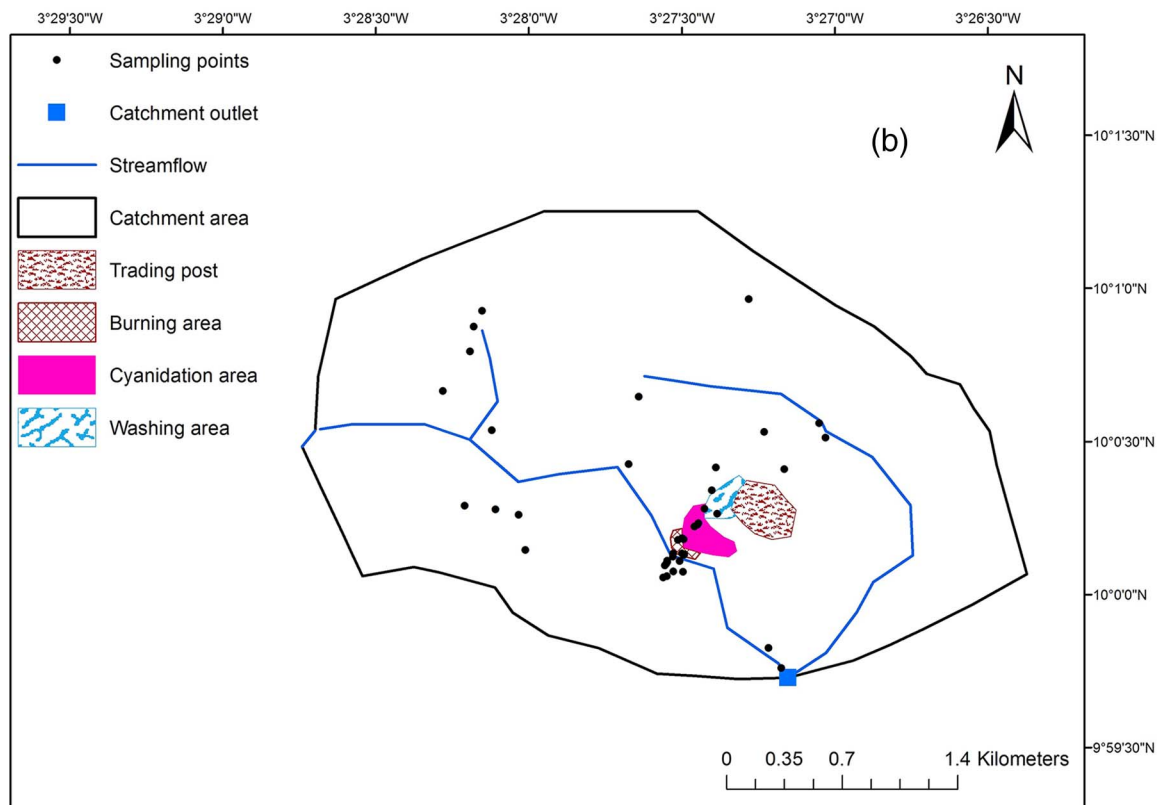 3°29'30"W 3°29'0"W 3°28'30"W 3°28'0"W 3°27'30"W 3°27'0"W 3°26'30"W
Sampling points
Catchment outlet
Streamflow
Catchment area
Trading post
Burning area
Cyanidation area
Washing area
(b)
N
10°1'30"N
10°1'0"N
10°0'30"N
10°0'0"N
9°59'30"N
0 0.35 0.7 1.4 Kilometers